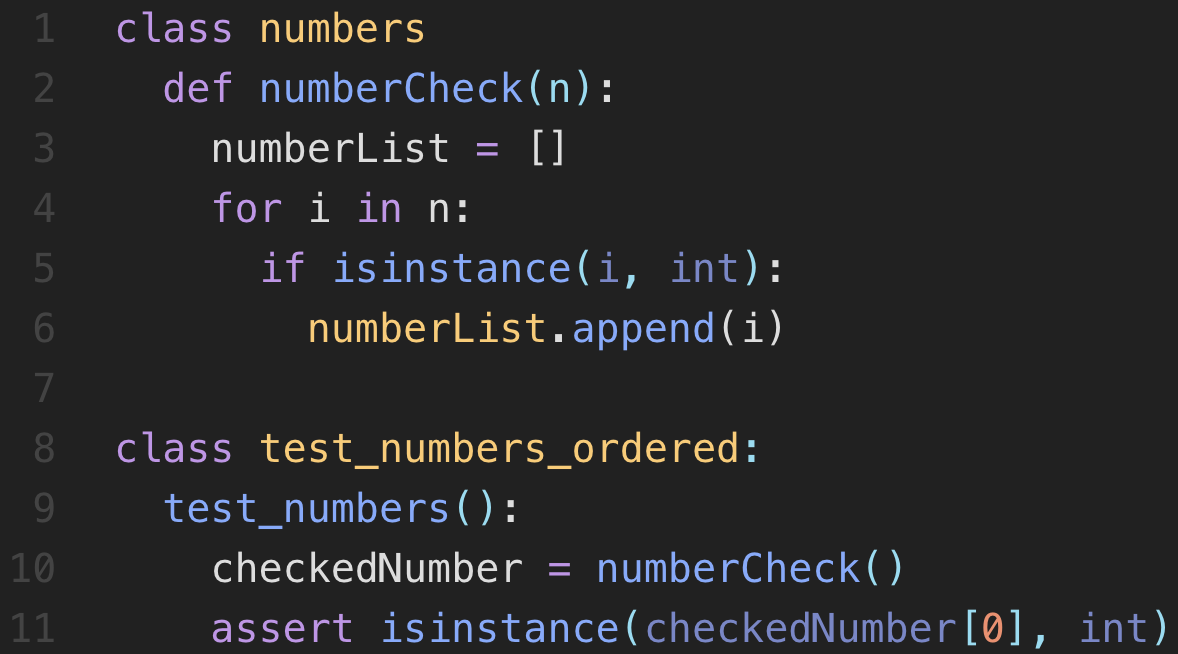 1 class numbers
2 def numberCheck(n):
3 numberList = []
4 for i in n:
5 if isinstance(i, int):
6 numberList.append(i)
7
8 class test_numbers_ordered:
9 test_numbers():
10 checkedNumber = numberCheck()
11 assert isinstance(checkedNumber[0], int)